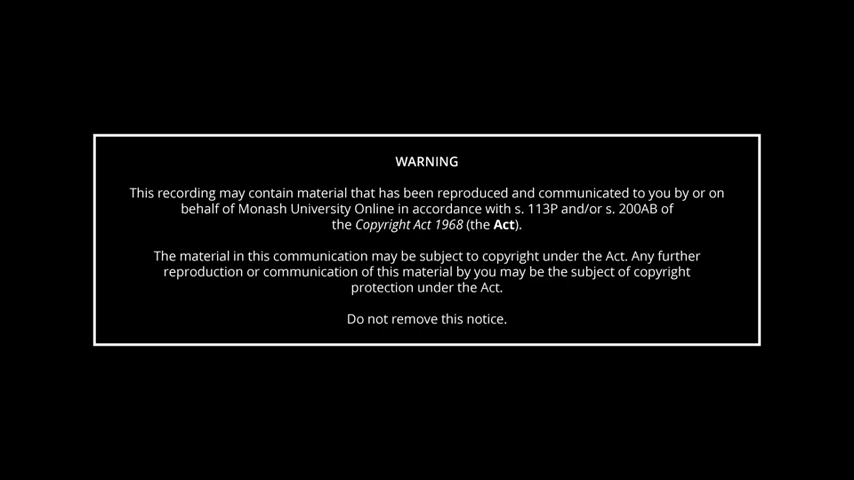 WARNING
This recording may contain material that has been reproduced and communicated to you by or on
behalf of Monash University Online in accordance with s. 113P and/or s. 200AB of
the Copyright Act 1968 (the Act).
The material in this communication may be subject to copyright under the Act. Any further
reproduction or communication of this material by you may be the subject of copyright
protection under the Act.
Do not remove this notice.